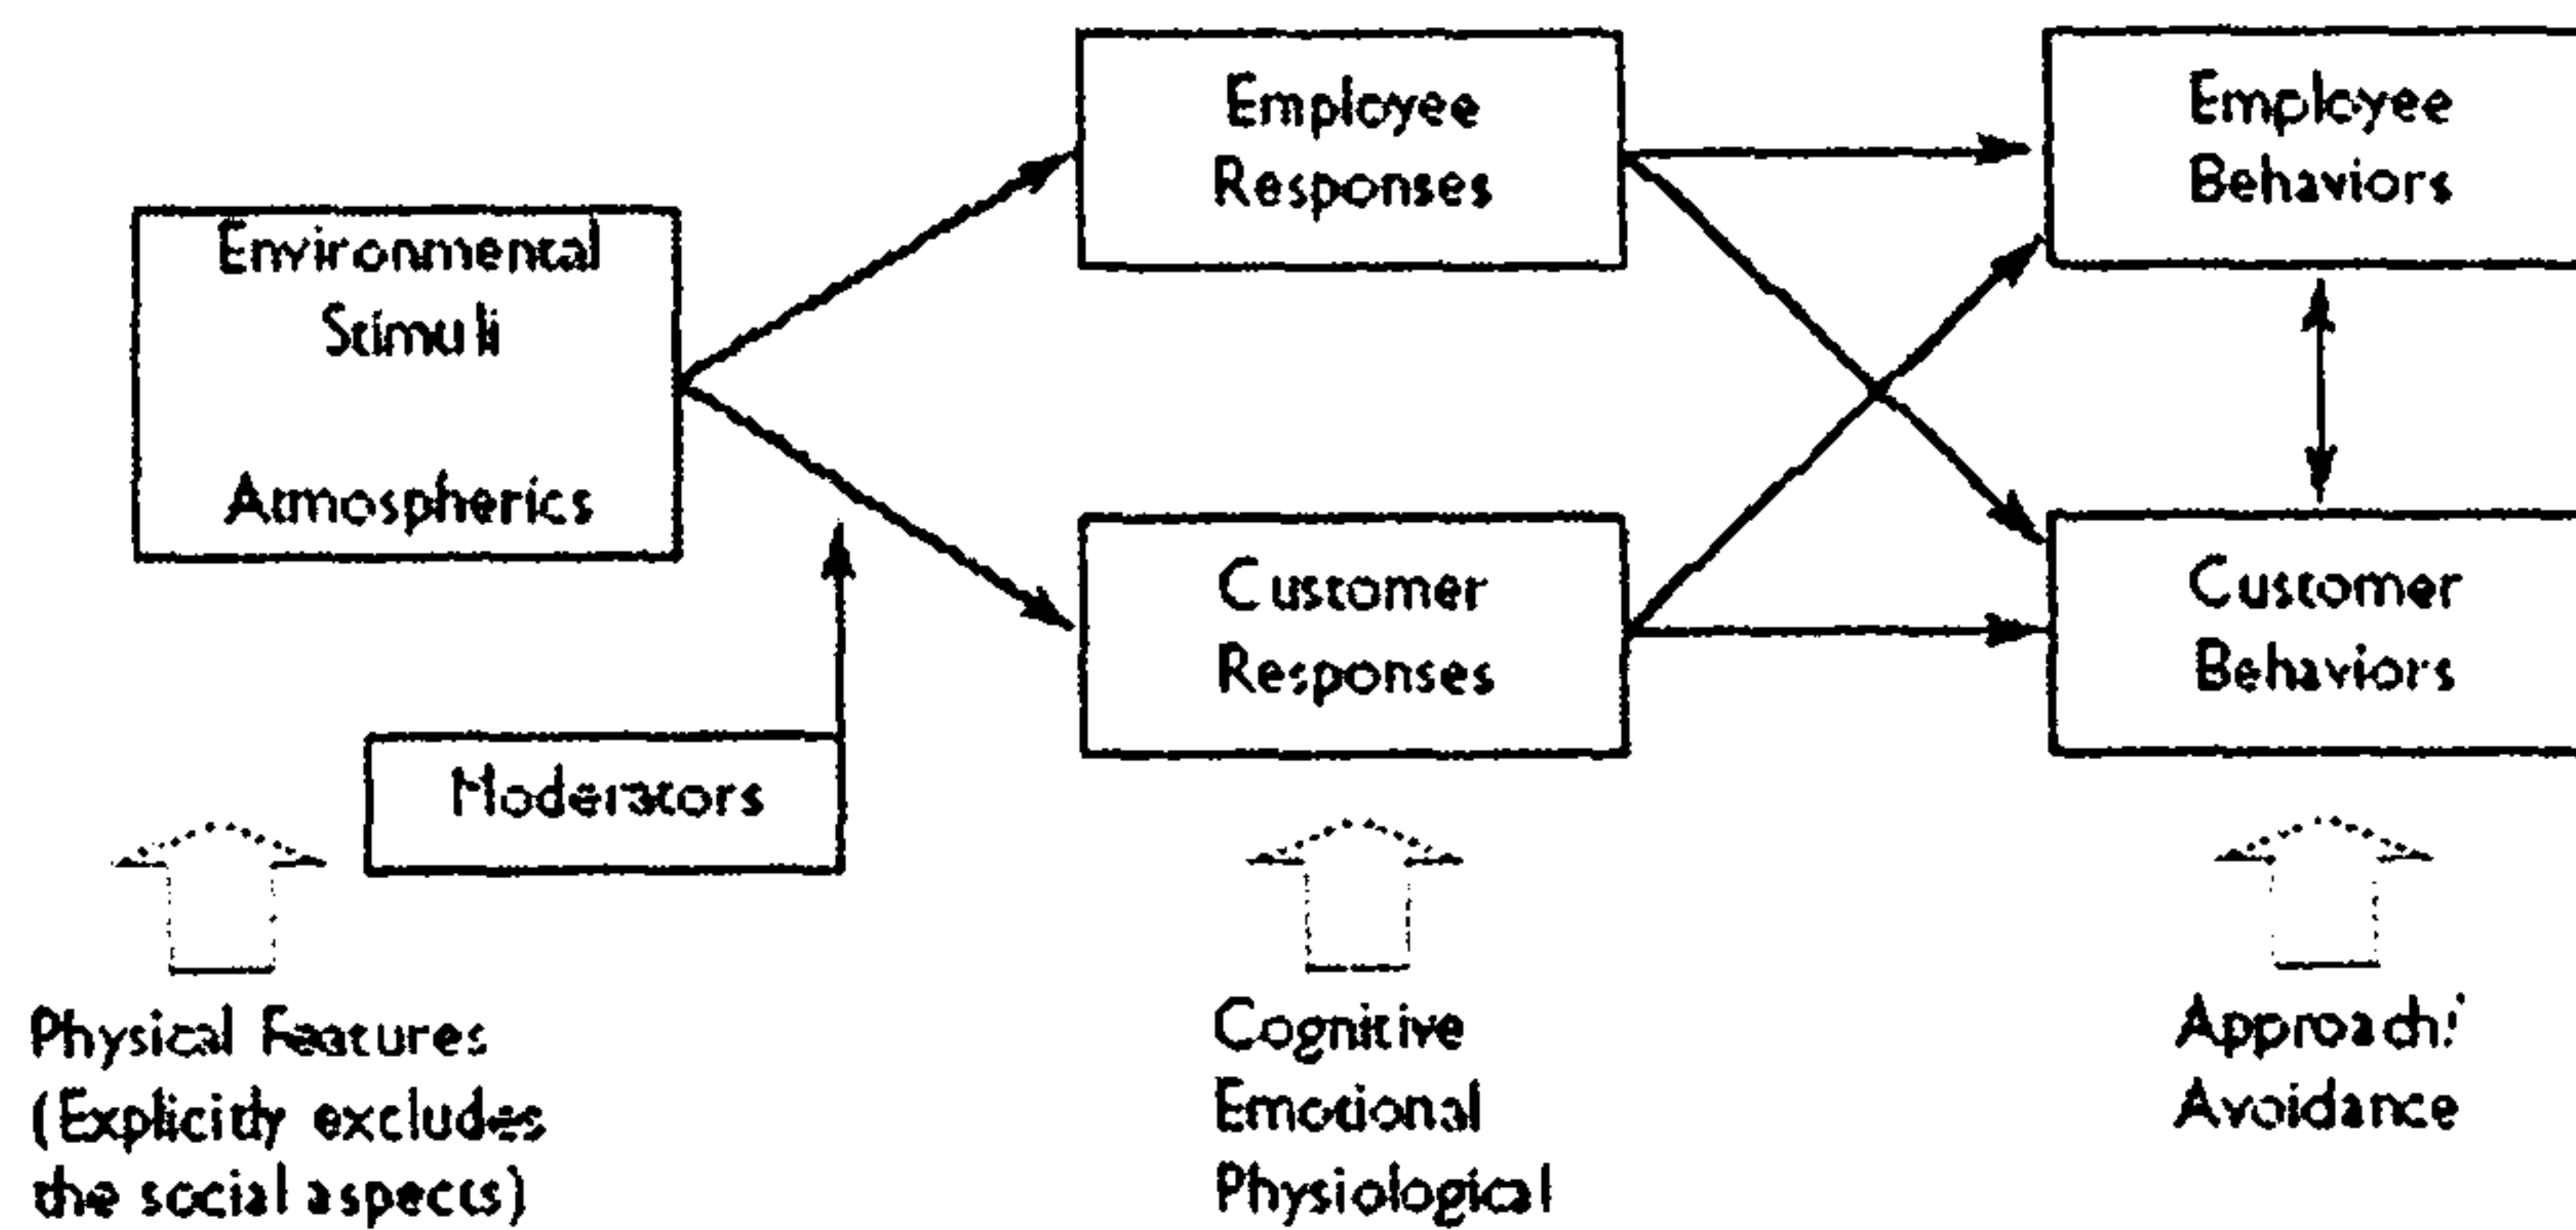 Employee
Responses
Employee
Behaviors
Environmental
Stimuli
Atmospherics
Customer
Responses
Customer
Behaviors
Moderators
Physical Features
(Explicitly excludes
the social aspects)
Cognitive
Emotional
Physiological
Approach/
Avoidance